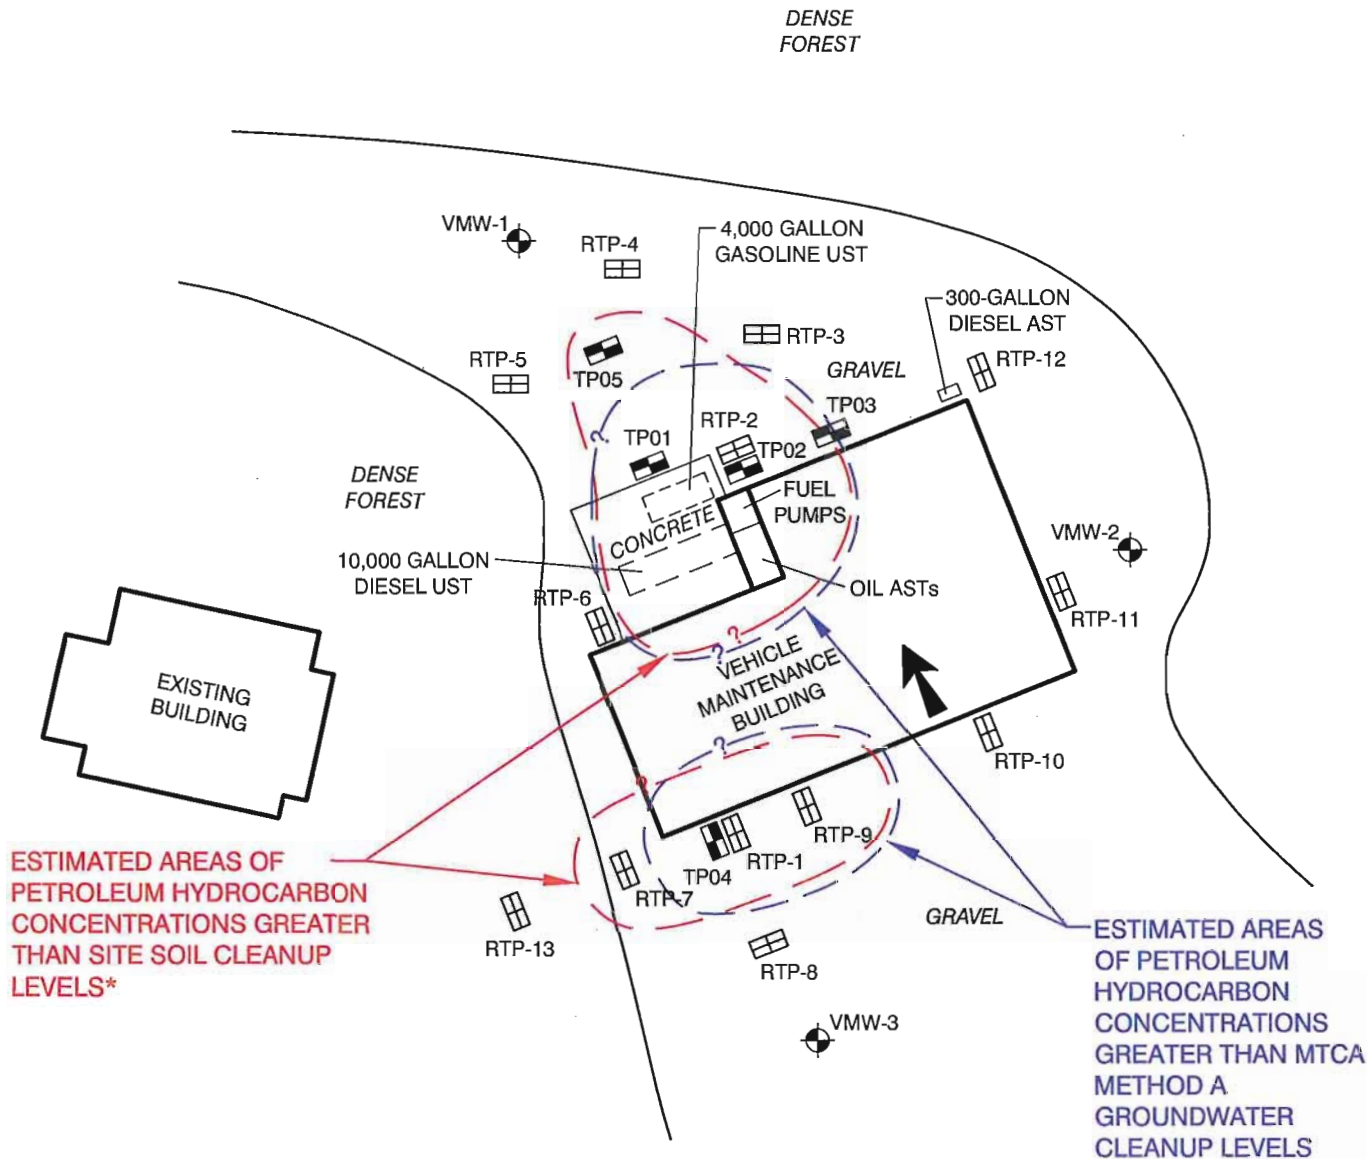 DENSE
FOREST
VMW-1
RTP-4
4,000 GALLON
GASOLINE UST
300-GALLON
DIESEL AST
RTP-3
RTP-12
RTP-5
TP05
GRAVEL
TP03
RTP-2
TP01
TP02
?
DENSE
FOREST
FUEL
PUMPS
CONCRETE
VMW-2
10,000 GALLON
DIESEL UST
OIL ASTs
RTP-6
RTP-11
?
?
VEHICLE
MAINTENANCE
BUILDING
EXISTING
BUILDING
?
RTP-10
?
RTP-9
RTP-1
TP04
RTP-7
ESTIMATED AREAS OF
PETROLEUM HYDROCARBON
CONCENTRATIONS GREATER
THAN SITE SOIL CLEANUP
LEVELS*
RTP-13
GRAVEL
RTP-8
VMW-3
ESTIMATED AREAS
OF PETROLEUM
HYDROCARBON
CONCENTRATIONS
GREATER THAN MTCA
METHOD A
GROUNDWATER
CLEANUP LEVELS